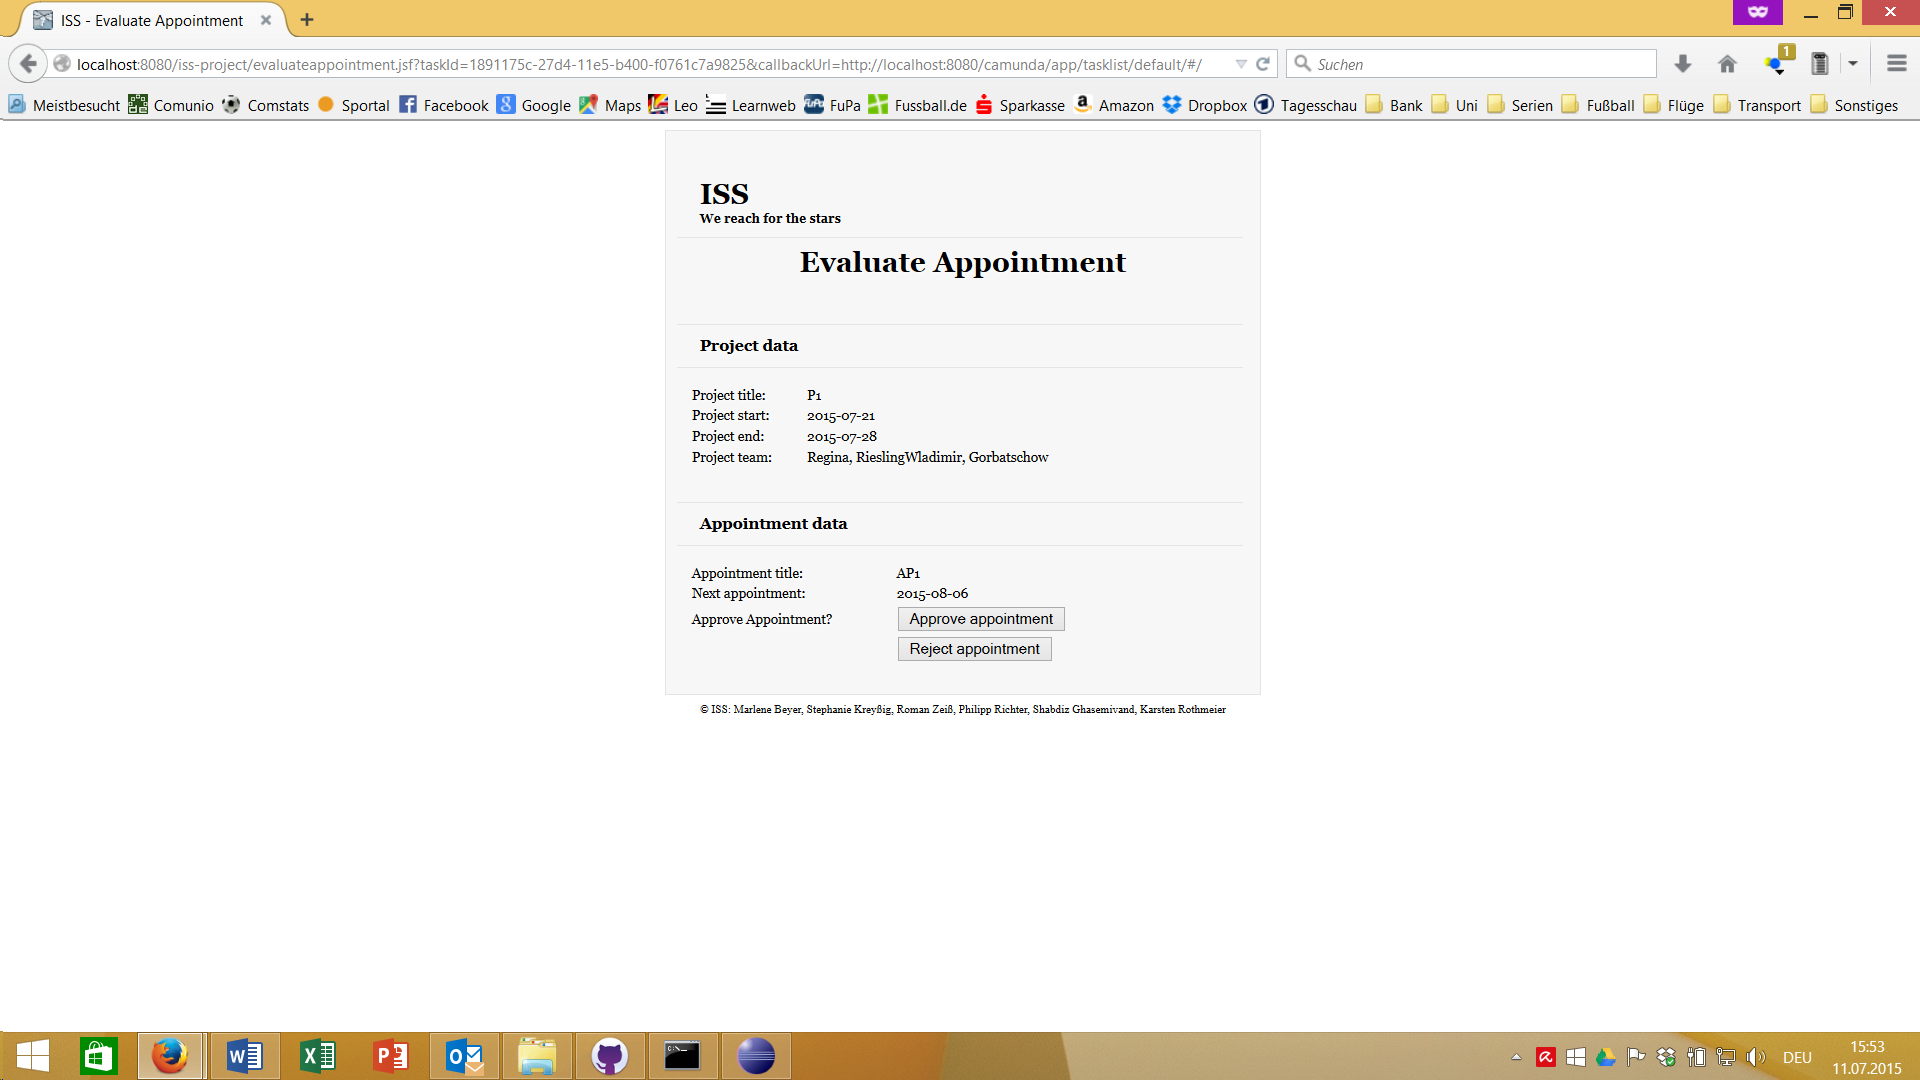 ISS - Evaluate Appointment
localhost:8080/iss-project/evaluateappointment.jsf?taskId=1891175c-27d4-11e5-b400-f0761c7a9825&callbackUrl=http://localhost:8080/camunda/app/tasklist/default/#/
Suchen
1
Meistbesucht Comunio Comstats Sportal Facebook Google Maps Leo Learnweb FuPa Fussball.de Sparkasse Amazon Dropbox Tagesschau Bank Uni Serien Fußball Flüge Transport Sonstiges
ISS
We reach for the stars
Evaluate Appointment
Project data
Project title: P1
Project start: 2015-07-21
Project end: 2015-07-28
Project team: Regina, RieslingWladimir, Gorbatschow
Appointment data
Appointment title: AP1
Next appointment: 2015-08-06
Approve Appointment? Approve appointment
Reject appointment
© ISS: Marlene Beyer, Stephanie Kreyßig, Roman Zeiß, Philipp Richter, Shabdiz Ghasemivand, Karsten Rothmeier
DEU
15:53
11.07.2015